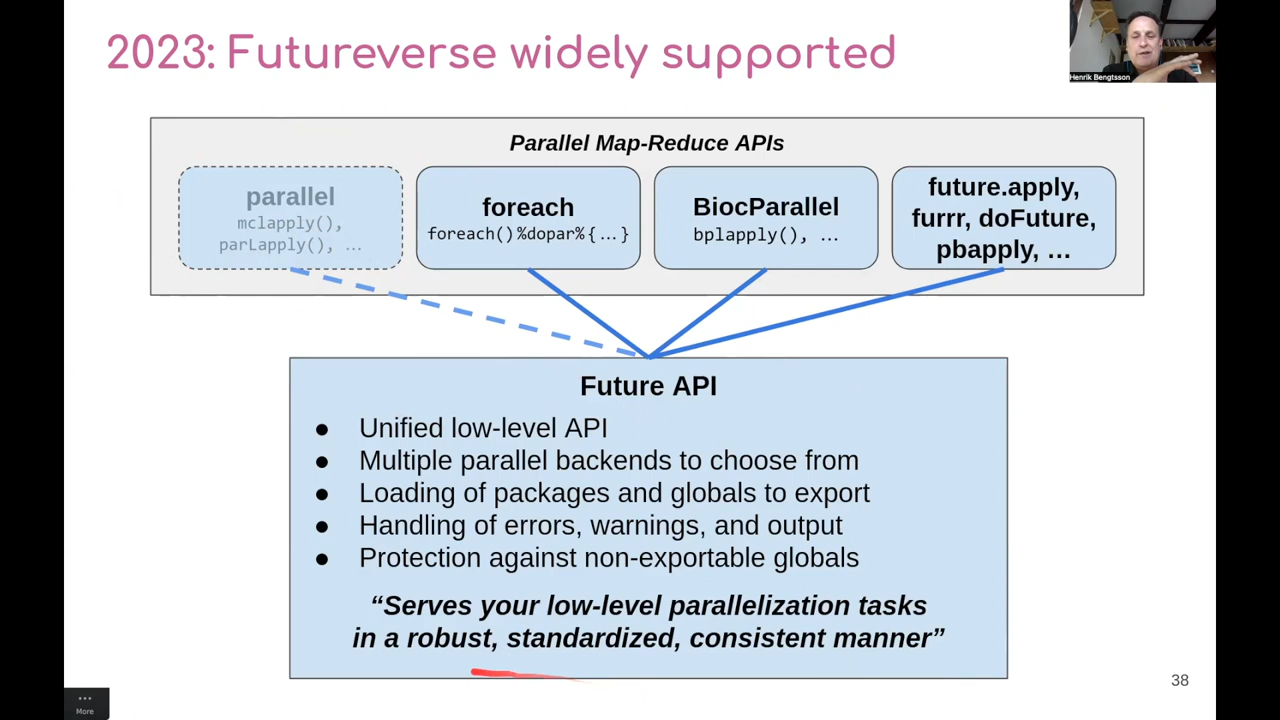 2023: Futureverse widely supported
Henrik Bengtsson
Parallel Map-Reduce APIs
parallel
mclapply(),
parLapply(), …
foreach
foreach()%dopar%{…}
BiocParallel
bplapply(), …
future.apply,
furrr, doFuture,
pbapply, …
Future API
● Unified low-level API
● Multiple parallel backends to choose from
● Loading of packages and globals to export
● Handling of errors, warnings, and output
● Protection against non-exportable globals
“Serves your low-level parallelization tasks
in a robust, standardized, consistent manner”
38
More